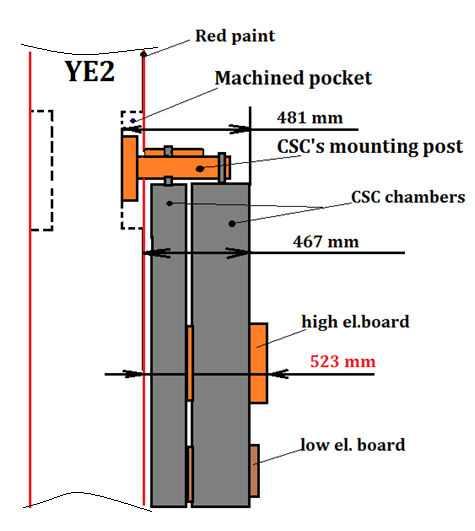 Red paint
YE2
Machined pocket
481 mm
CSC's mounting post
CSC chambers
467 mm
high el.board
523 mm
low el. board